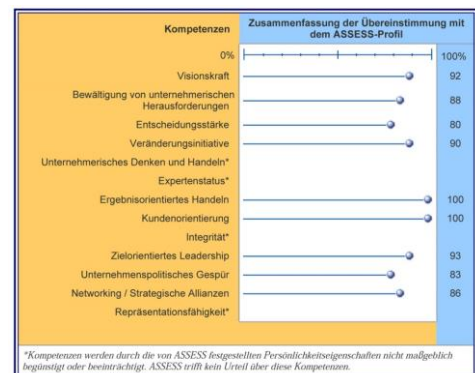 Kompetenzen
Zusammenfassung der Übereinstimmung mit
dem ASSESS-Profil
0% 100%
Visionskraft 92
Bewältigung von unternehmerischen
Herausforderungen 88
Entscheidungsstärke 80
Veränderungsinitiative 90
Unternehmerisches Denken und Handeln*
Expertenstatus*
Ergebnisorientiertes Handeln 100
Kundenorientierung 100
Integrität*
Zielorientiertes Leadership 93
Unternehmenspolitisches Gespür 83
Networking / Strategische Allianzen 86
Repräsentationsfähigkeit*
*Kompetenzen werden durch die von ASSESS festgestellten Persönlichkeitseigenschaften nicht maßgeblich
begünstigt oder beeinträchtigt. ASSESS trifft kein Urteil über diese Kompetenzen.